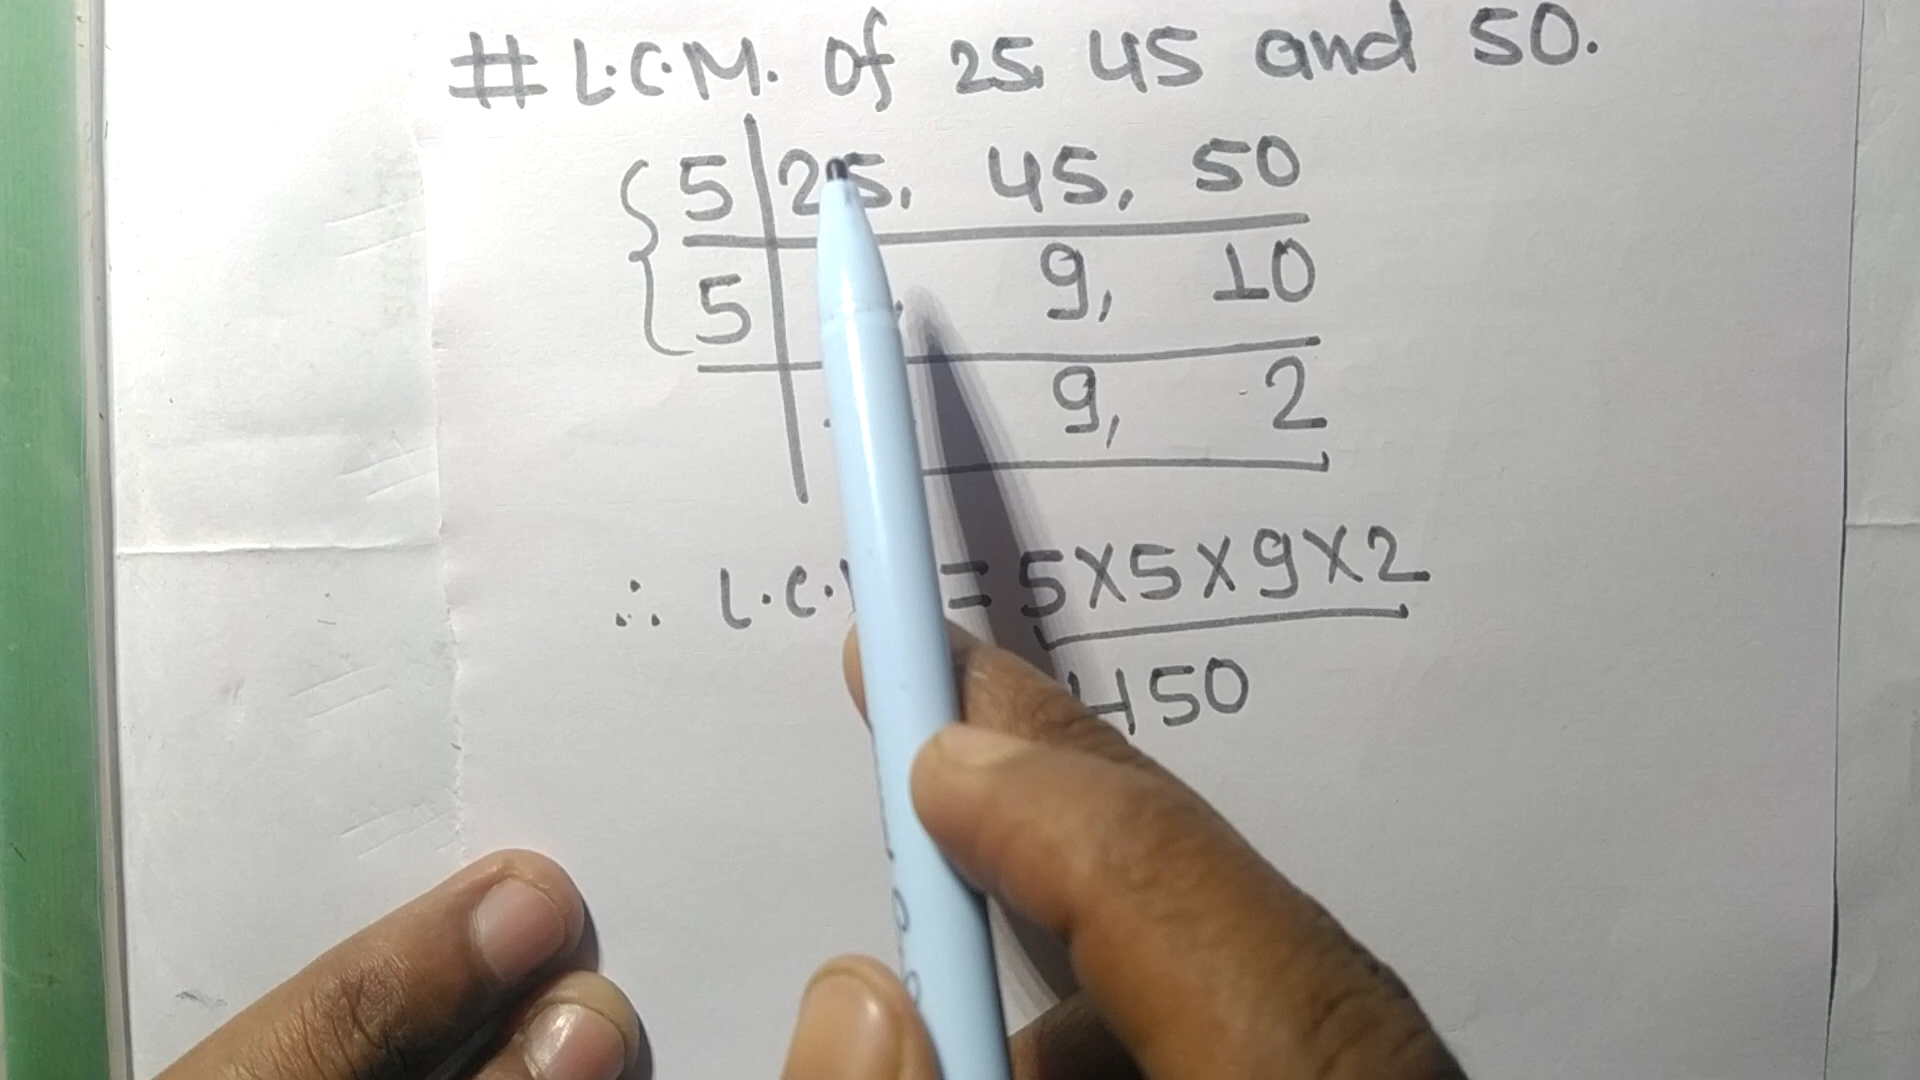 # L.C.M. of 25, 45 and 50.
5 | 25, 45, 50
5 | 9, 10
9, 2
∴ L.C. = 5×5×9×2
450